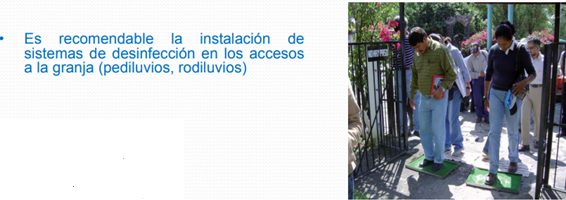 • Es recomendable la instalación de
sistemas de desinfección en los accesos
a la granja (pediluvios, rodiluvios)